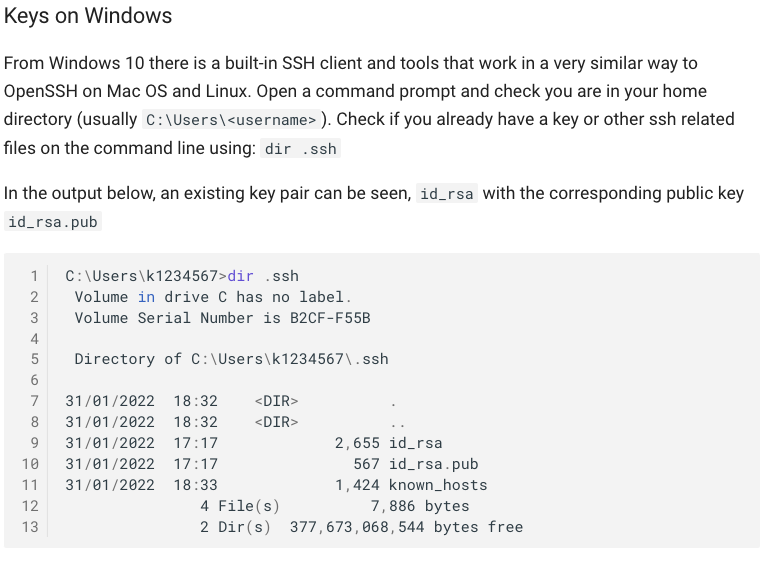 Keys on Windows
From Windows 10 there is a built-in SSH client and tools that work in a very similar way to
OpenSSH on Mac OS and Linux. Open a command prompt and check you are in your home
directory (usually C:\Users\<username> ). Check if you already have a key or other ssh related
files on the command line using: dir .ssh
In the output below, an existing key pair can be seen, id_rsa with the corresponding public key
id_rsa.pub
1 C:\Users\k1234567>dir .ssh
2  Volume in drive C has no label.
3  Volume Serial Number is B2CF-F55B
4
5  Directory of C:\Users\k1234567\.ssh
6
7 31/01/2022  18:32    <DIR>          .
8 31/01/2022  18:32    <DIR>          ..
9 31/01/2022  17:17             2,655 id_rsa
10 31/01/2022  17:17               567 id_rsa.pub
11 31/01/2022  18:33             1,424 known_hosts
12                4 File(s)          7,886 bytes
13                2 Dir(s)  377,673,068,544 bytes free